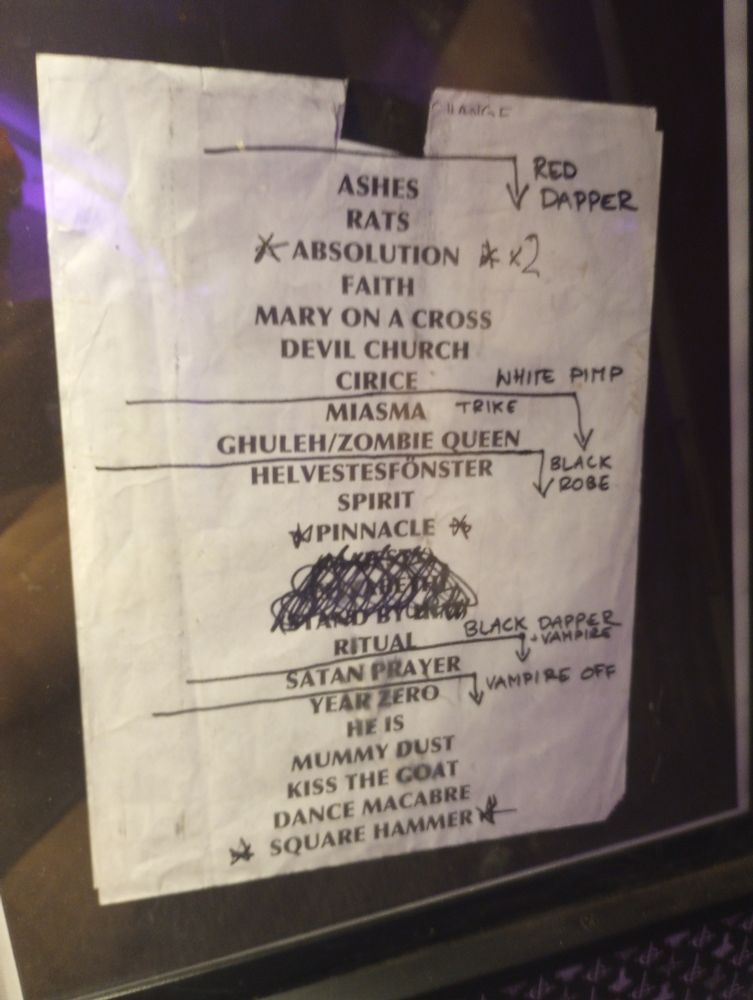 CHANGE
RED
DAPPER
ASHES
RATS
ABSOLUTION x2
FAITH
MARY ON A CROSS
DEVIL CHURCH
CIRICE WHITE PIMP
MIASMA TRIKE
GHULEH/ZOMBIE QUEEN
BLACK
ROBE
HELVESTESFÖNSTER
SPIRIT
PINNACLE
STAND BY
RITUAL BLACK DAPPER
+ VAMPIRE
SATAN PRAYER VAMPIRE OFF
YEAR ZERO
HE IS
MUMMY DUST
KISS THE GOAT
DANCE MACABRE
SQUARE HAMMER